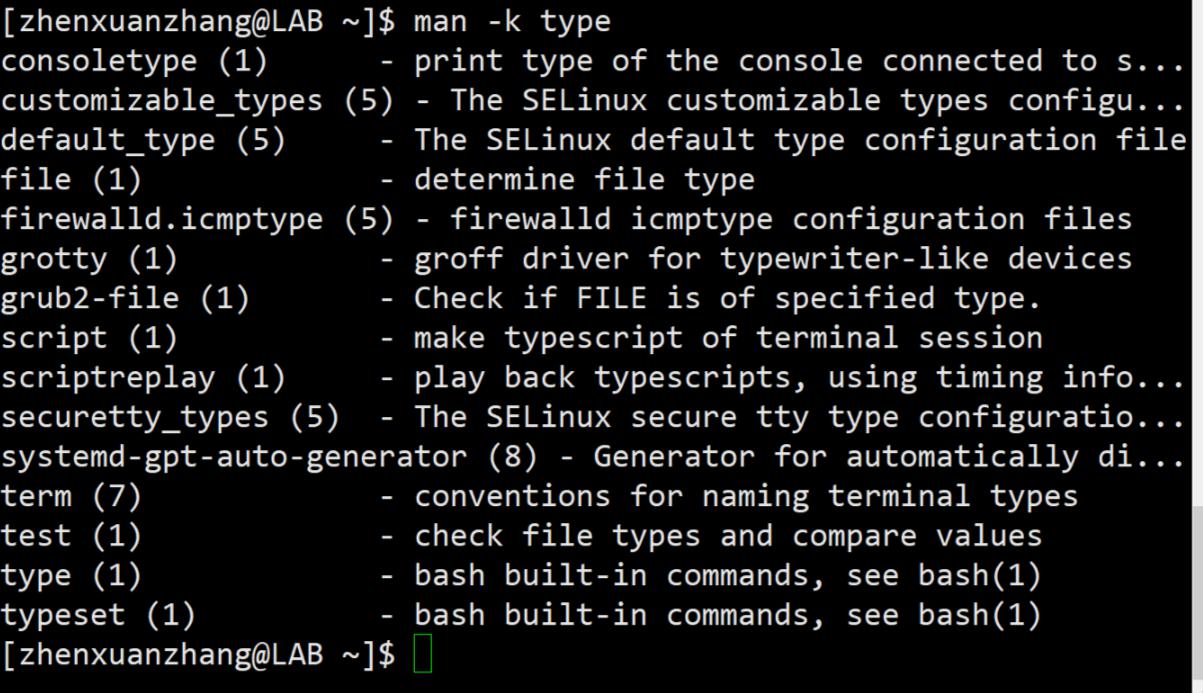 [zhenxuanzhang@LAB ~]$ man -k type
consoletype (1)      - print type of the console connected to s...
customizable_types (5) - The SELinux customizable types configu...
default_type (5)     - The SELinux default type configuration file
file (1)             - determine file type
firewalld.icmptype (5) - firewalld icmptype configuration files
grotty (1)           - groff driver for typewriter-like devices
grub2-file (1)       - Check if FILE is of specified type.
script (1)           - make typescript of terminal session
scriptreplay (1)     - play back typescripts, using timing info...
securetty_types (5)  - The SELinux secure tty type configuratio...
systemd-gpt-auto-generator (8) - Generator for automatically di...
term (7)             - conventions for naming terminal types
test (1)             - check file types and compare values
type (1)             - bash built-in commands, see bash(1)
typeset (1)          - bash built-in commands, see bash(1)
[zhenxuanzhang@LAB ~]$